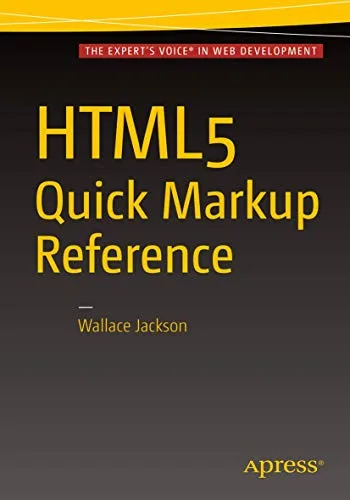 THE EXPERT'S VOICE® IN WEB DEVELOPMENT
HTML5
Quick Markup
Reference
—
Wallace Jackson
Apress®